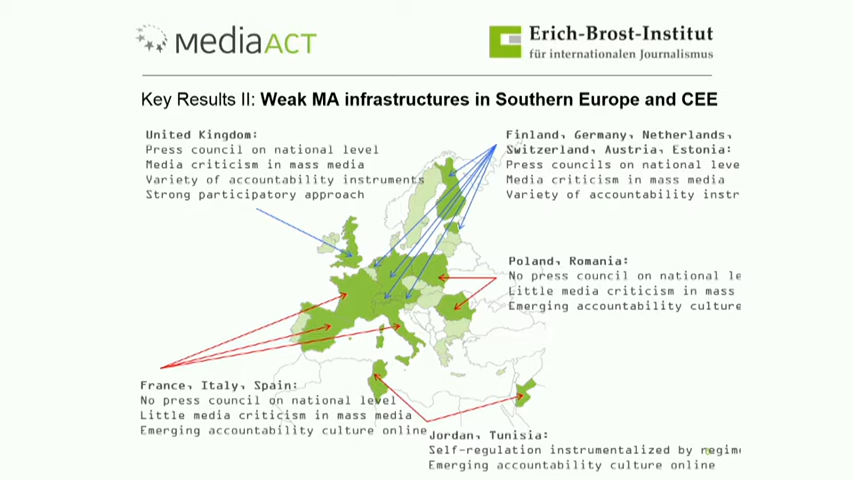 MediaACT
Erich-Brost-Institut
für internationalen Journalismus
Key Results II: Weak MA infrastructures in Southern Europe and CEE
United Kingdom:
Press council on national level
Media criticism in mass media
Variety of accountability instruments
Strong participatory approach
Finland, Germany, Netherlands,
Switzerland, Austria, Estonia:
Press councils on national leve
Media criticism in mass media
Variety of accountability instr
Poland, Romania:
No press council on national le
Little media criticism in mass
Emerging accountability culture
France, Italy, Spain:
No press council on national level
Little media criticism in mass media
Emerging accountability culture online
Jordan, Tunisia:
Self-regulation instrumentalized by regim
Emerging accountability culture online